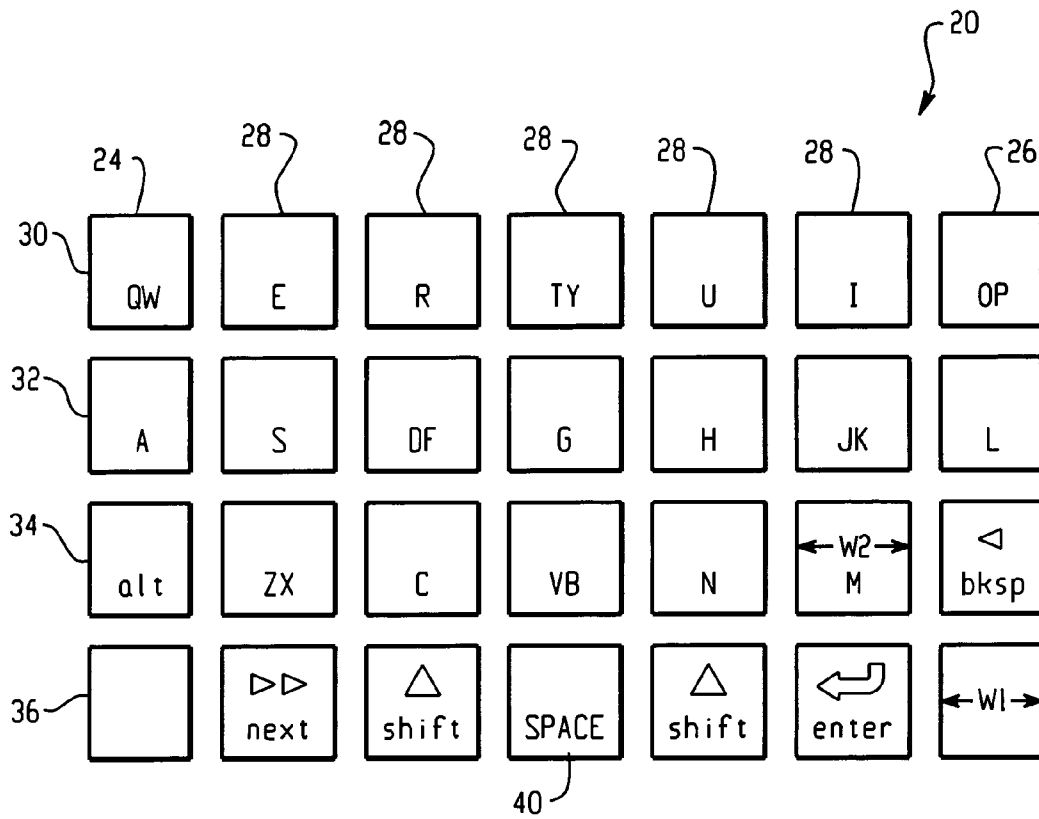 20
24 28 28 28 28 28 26
30 QW E R TY U I OP
32 A S DF G H JK L
34 alt ZX C VB N W2 M bksp
36 next shift SPACE shift enter W1
40